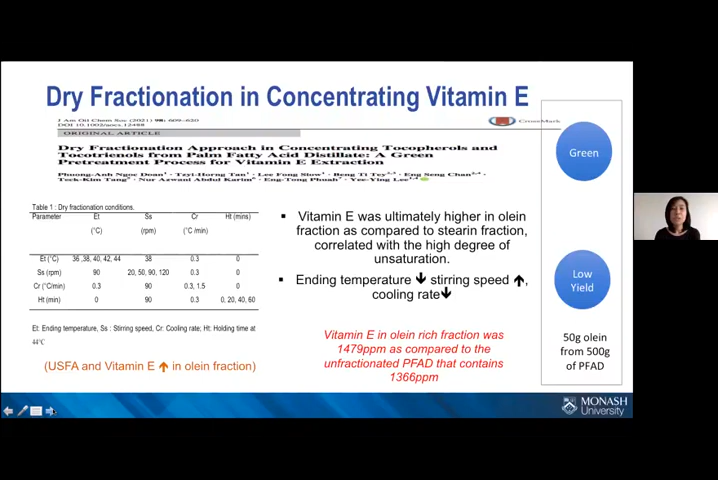 Dry Fractionation in Concentrating Vitamin E
J Am Oil Chem Soc (2021) 98: 609–620
DOI 10.1002/aocs.12488
CrossMark
ORIGINAL ARTICLE
Dry Fractionation Approach in Concentrating Tocopherols and
Tocotrienols from Palm Fatty Acid Distillate: A Green
Pretreatment Process for Vitamin E Extraction
Phuong-Anh Ngoc Doan · Tzyi-Horng Tan · Lee Fong Siow · Beng Ti Tey · Eng Seng Chan ·
Teck-Kim Tang · Nur Azwani Abdul Karim · Eng-Tong Phuah · Yee-Ying Lee
Table 1 : Dry fractionation conditions.
Parameter Et Ss Cr Ht (mins)
(°C) (rpm) (°C /min)
Et (°C) 36 ,38, 40, 42, 44 38 0.3 0
Ss (rpm) 90 20, 50, 90, 120 0.3 0
Cr (°C/min) 0.3 90 0.3, 1.5 0
Ht (min) 0 90 0.3 0, 20, 40, 60
Et: Ending temperature, Ss : Stirring speed, Cr: Cooling rate; Ht: Holding time at
44°C
(USFA and Vitamin E ⬆ in olein fraction)
▪ Vitamin E was ultimately higher in olein
fraction as compared to stearin fraction,
correlated with the high degree of
unsaturation.
▪ Ending temperature ⬇ stirring speed ⬆,
cooling rate⬇
Vitamin E in olein rich fraction was
1479ppm as compared to the
unfractionated PFAD that contains
1366ppm
Green
Low
Yield
50g olein
from 500g
of PFAD
MONASH
University